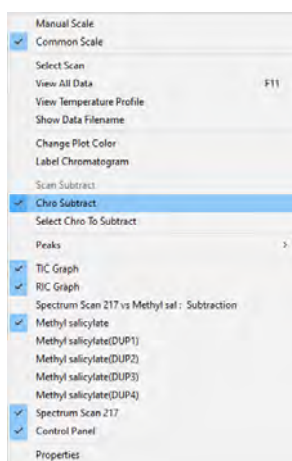 Manual Scale
Common Scale
Select Scan
View All Data F11
View Temperature Profile
Show Data Filename
Change Plot Color
Label Chromatogram
Scan Subtract
Chro Subtract
Select Chro To Subtract
Peaks >
TIC Graph
RIC Graph
Spectrum Scan 217 vs Methyl sal : Subtraction
Methyl salicylate
Methyl salicylate(DUP1)
Methyl salicylate(DUP2)
Methyl salicylate(DUP3)
Methyl salicylate(DUP4)
Spectrum Scan 217
Control Panel
Properties